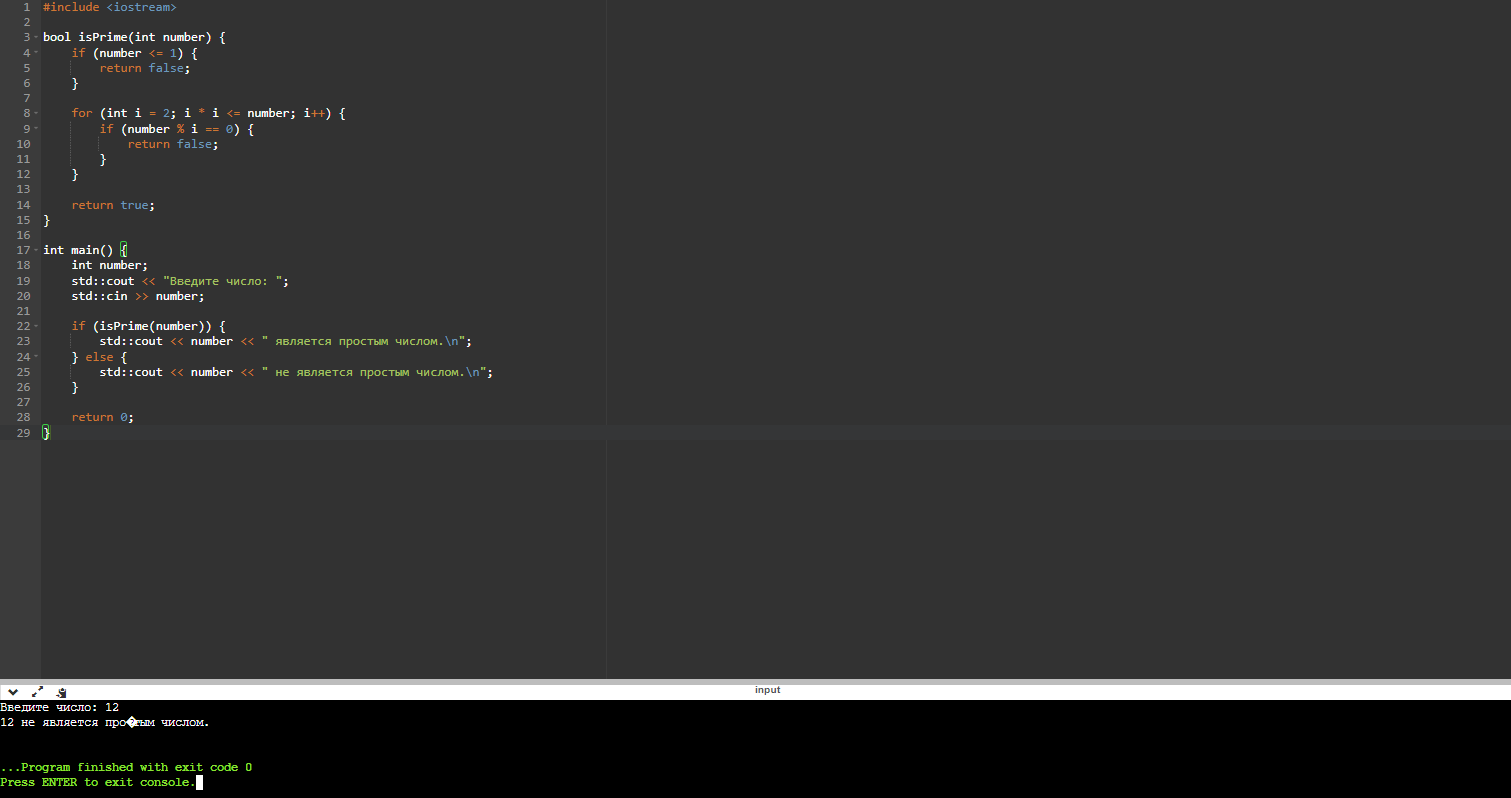 1 #include <iostream>
2
3 bool isPrime(int number) {
4     if (number <= 1) {
5         return false;
6     }
7
8     for (int i = 2; i * i <= number; i++) {
9         if (number % i == 0) {
10             return false;
11         }
12     }
13
14     return true;
15 }
16
17 int main() {
18     int number;
19     std::cout << "Введите число: ";
20     std::cin >> number;
21
22     if (isPrime(number)) {
23         std::cout << number << " является простым числом.\n";
24     } else {
25         std::cout << number << " не является простым числом.\n";
26     }
27
28     return 0;
29 }
input
Введите число: 12
12 не является про�тым числом.
...Program finished with exit code 0
Press ENTER to exit console.